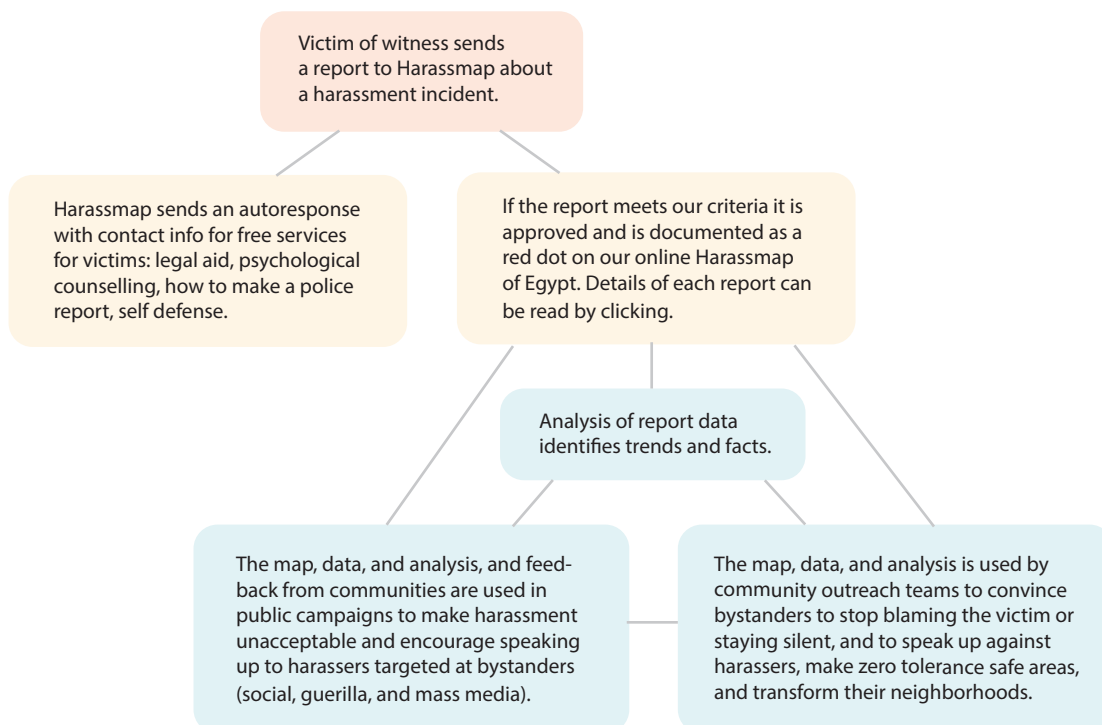 Victim of witness sends
a report to Harassmap about
a harassment incident.
Harassmap sends an autoresponse
with contact info for free services
for victims: legal aid, psychological
counselling, how to make a police
report, self defense.
If the report meets our criteria it is
approved and is documented as a
red dot on our online Harassmap
of Egypt. Details of each report can
be read by clicking.
Analysis of report data
identifies trends and facts.
The map, data, and analysis, and feed-
back from communities are used in
public campaigns to make harassment
unacceptable and encourage speaking
up to harassers targeted at bystanders
(social, guerilla, and mass media).
The map, data, and analysis is used by
community outreach teams to convince
bystanders to stop blaming the victim or
staying silent, and to speak up against
harassers, make zero tolerance safe areas,
and transform their neighborhoods.